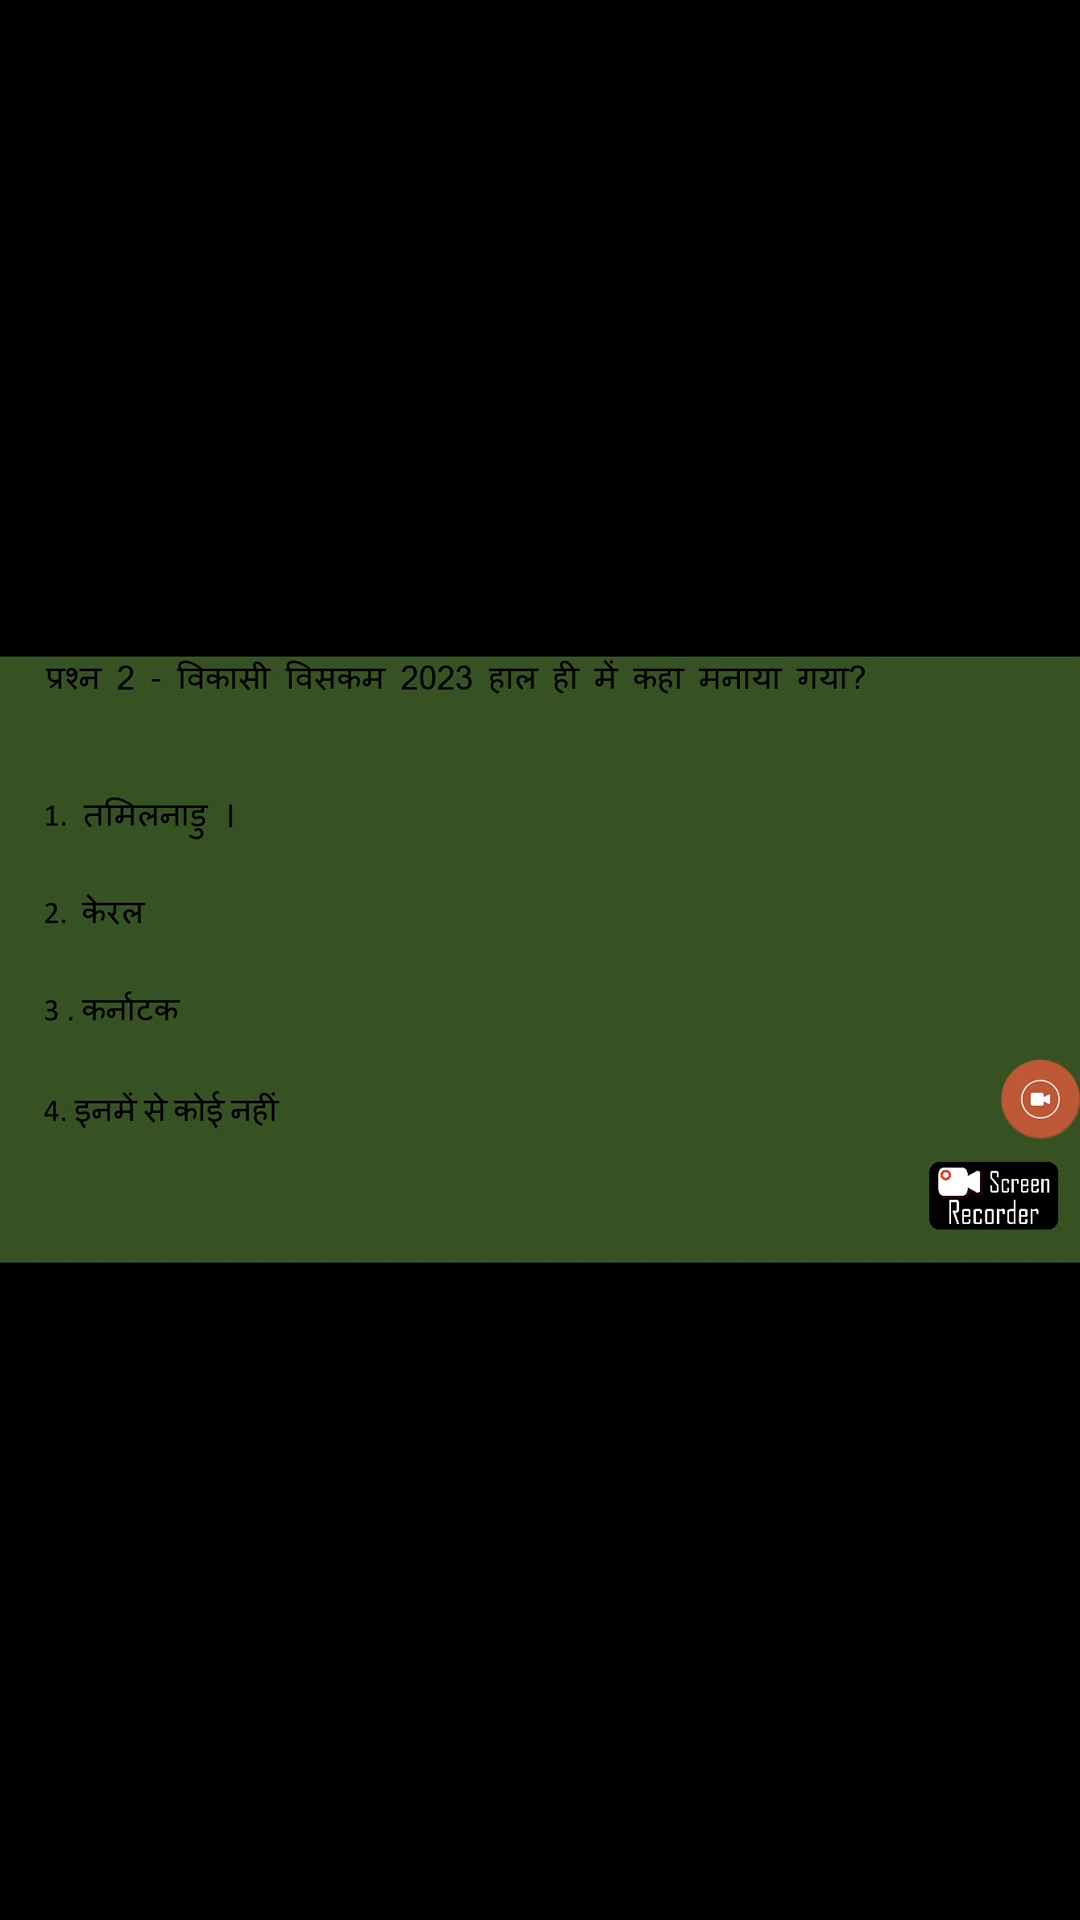 प्रश्न 2 - विकासी विसकम 2023 हाल ही में कहा मनाया गया?
1. तमिलनाडु ।
2. केरल
3 . कर्नाटक
4. इनमें से कोई नहीं
Screen
Recorder